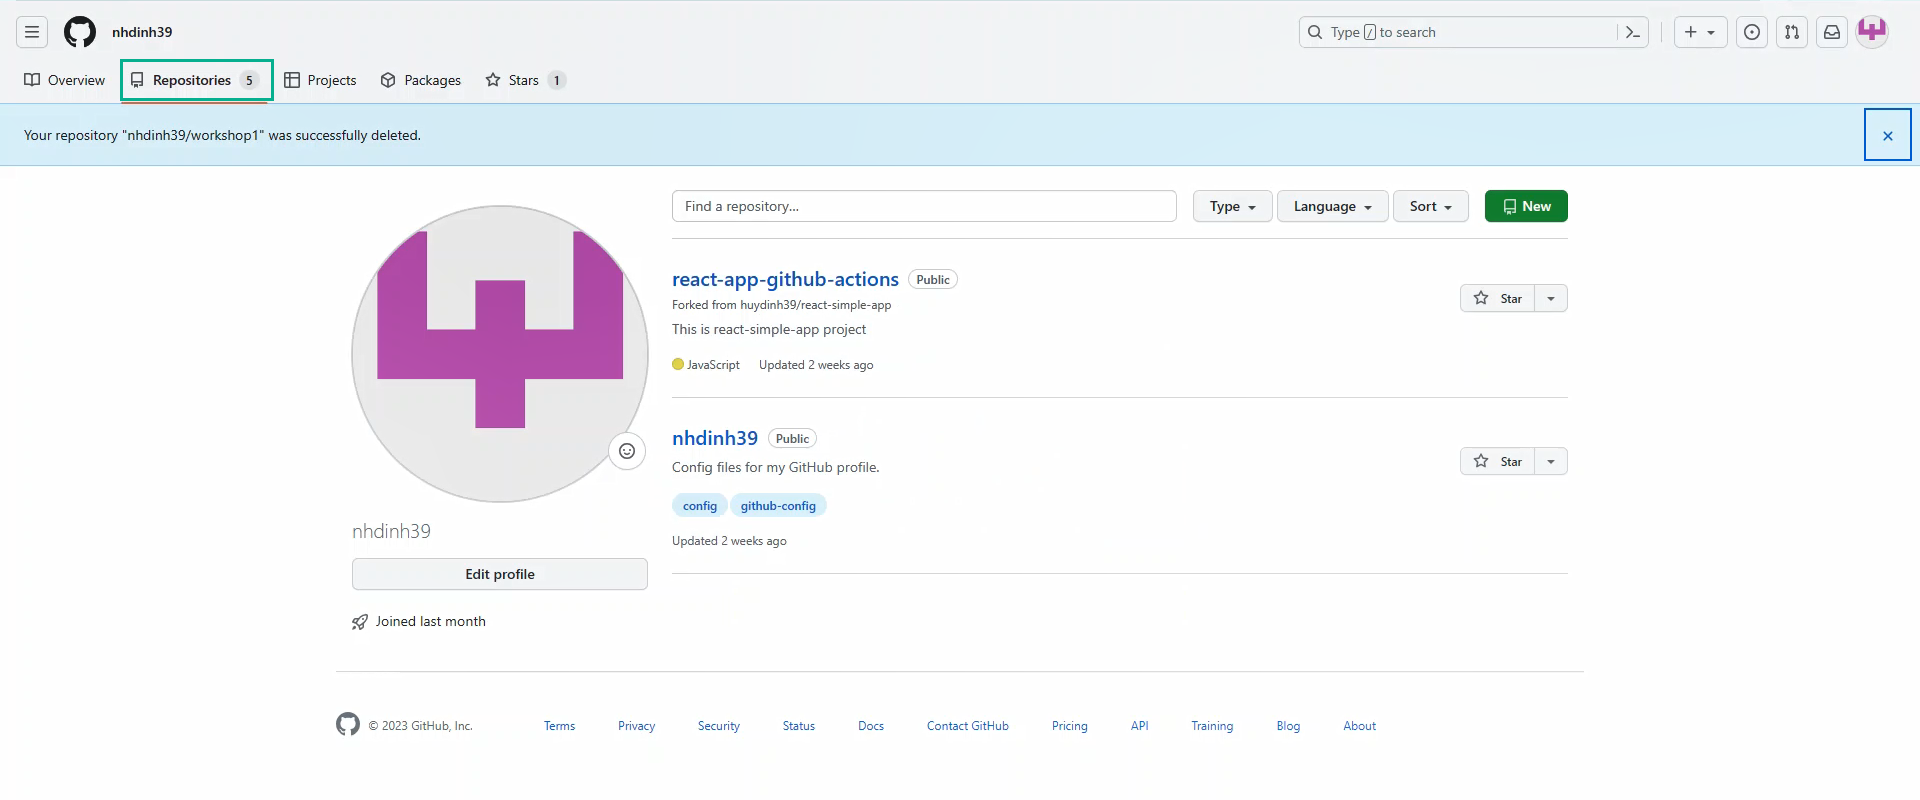 nhdinh39
Type / to search
Overview
Repositories 5
Projects
Packages
Stars 1
Your repository "nhdinh39/workshop1" was successfully deleted.
Find a repository...
Type
Language
Sort
New
react-app-github-actions Public
Forked from huydinh39/react-simple-app
This is react-simple-app project
JavaScript Updated 2 weeks ago
Star
nhdinh39 Public
Config files for my GitHub profile.
config github-config
Updated 2 weeks ago
Star
nhdinh39
Edit profile
Joined last month
© 2023 GitHub, Inc.
Terms
Privacy
Security
Status
Docs
Contact GitHub
Pricing
API
Training
Blog
About